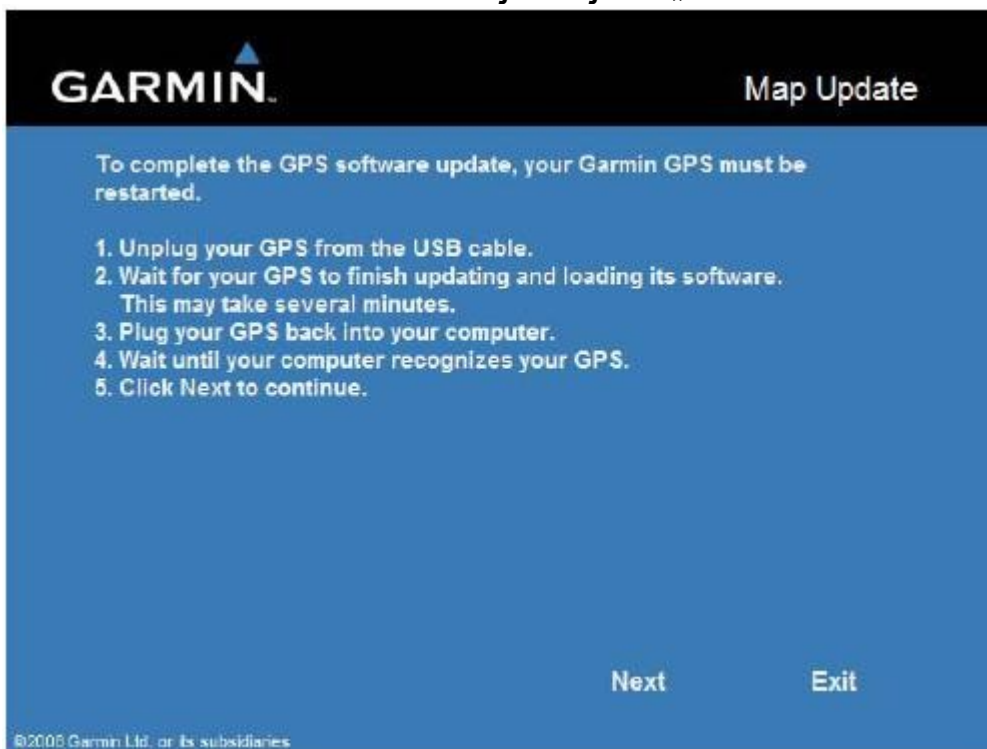 GARMIN
Map Update
To complete the GPS software update, your Garmin GPS must be
restarted.
1. Unplug your GPS from the USB cable.
2. Wait for your GPS to finish updating and loading its software.
This may take several minutes.
3. Plug your GPS back into your computer.
4. Wait until your computer recognizes your GPS.
5. Click Next to continue.
Next Exit
Garmin Ltd. or its subsidiaries